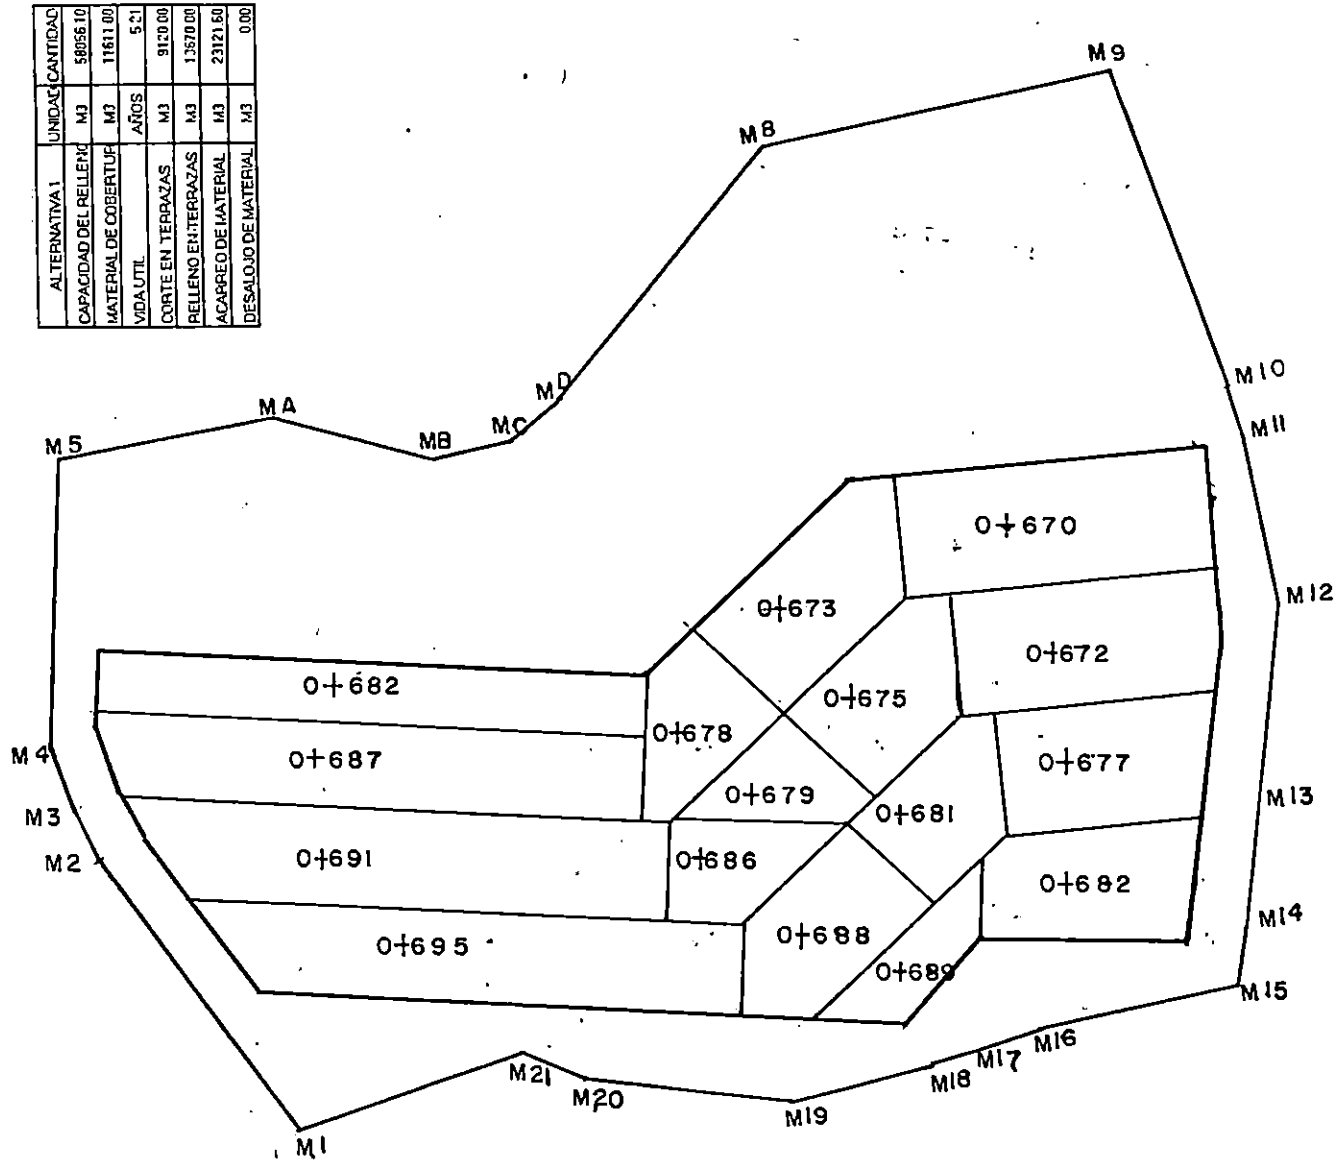 ALTERNATIVA 1 UNIDAD CANTIDAD
CAPACIDAD DEL RELLENO M3 58056.10
MATERIAL DE COBERTUR M3 11611.00
VIDA UTIL AÑOS 5.21
CORTE EN TERRAZAS M3 9120.00
RELLENO EN TERRAZAS M3 13670.00
ACARREO DE MATERIAL M3 23121.60
DESALOJO DE MATERIAL M3 0.00
M9
M8
M10
MD
MA
MC
M11
MB
M5
0+670
M12
0+673
0+672
0+682
0+675
0+678
M4
0+687
0+677
0+679
M13
M3
0+681
M2
0+691
0+686
0+682
M14
0+688
0+695
0+689
M15
M16
M17
M21
M18
M20
M19
M1